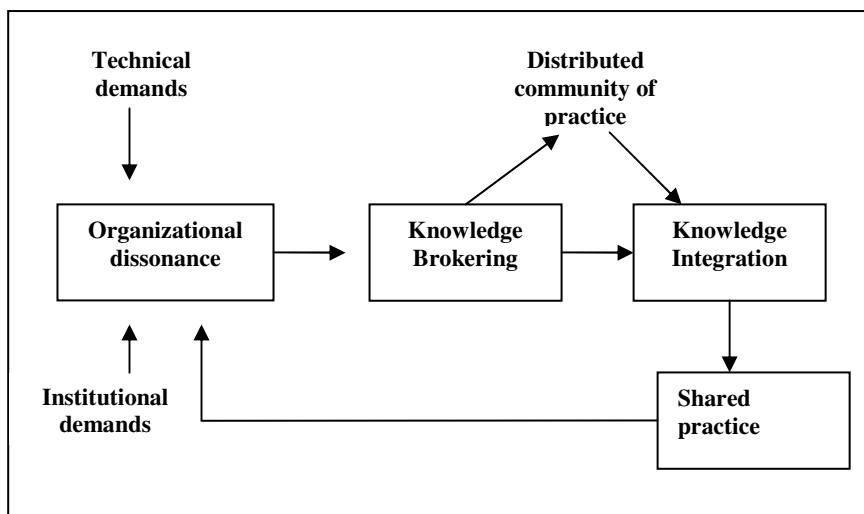 Technical
demands
Distributed
community of
practice
Organizational
dissonance
Knowledge
Brokering
Knowledge
Integration
Institutional
demands
Shared
practice